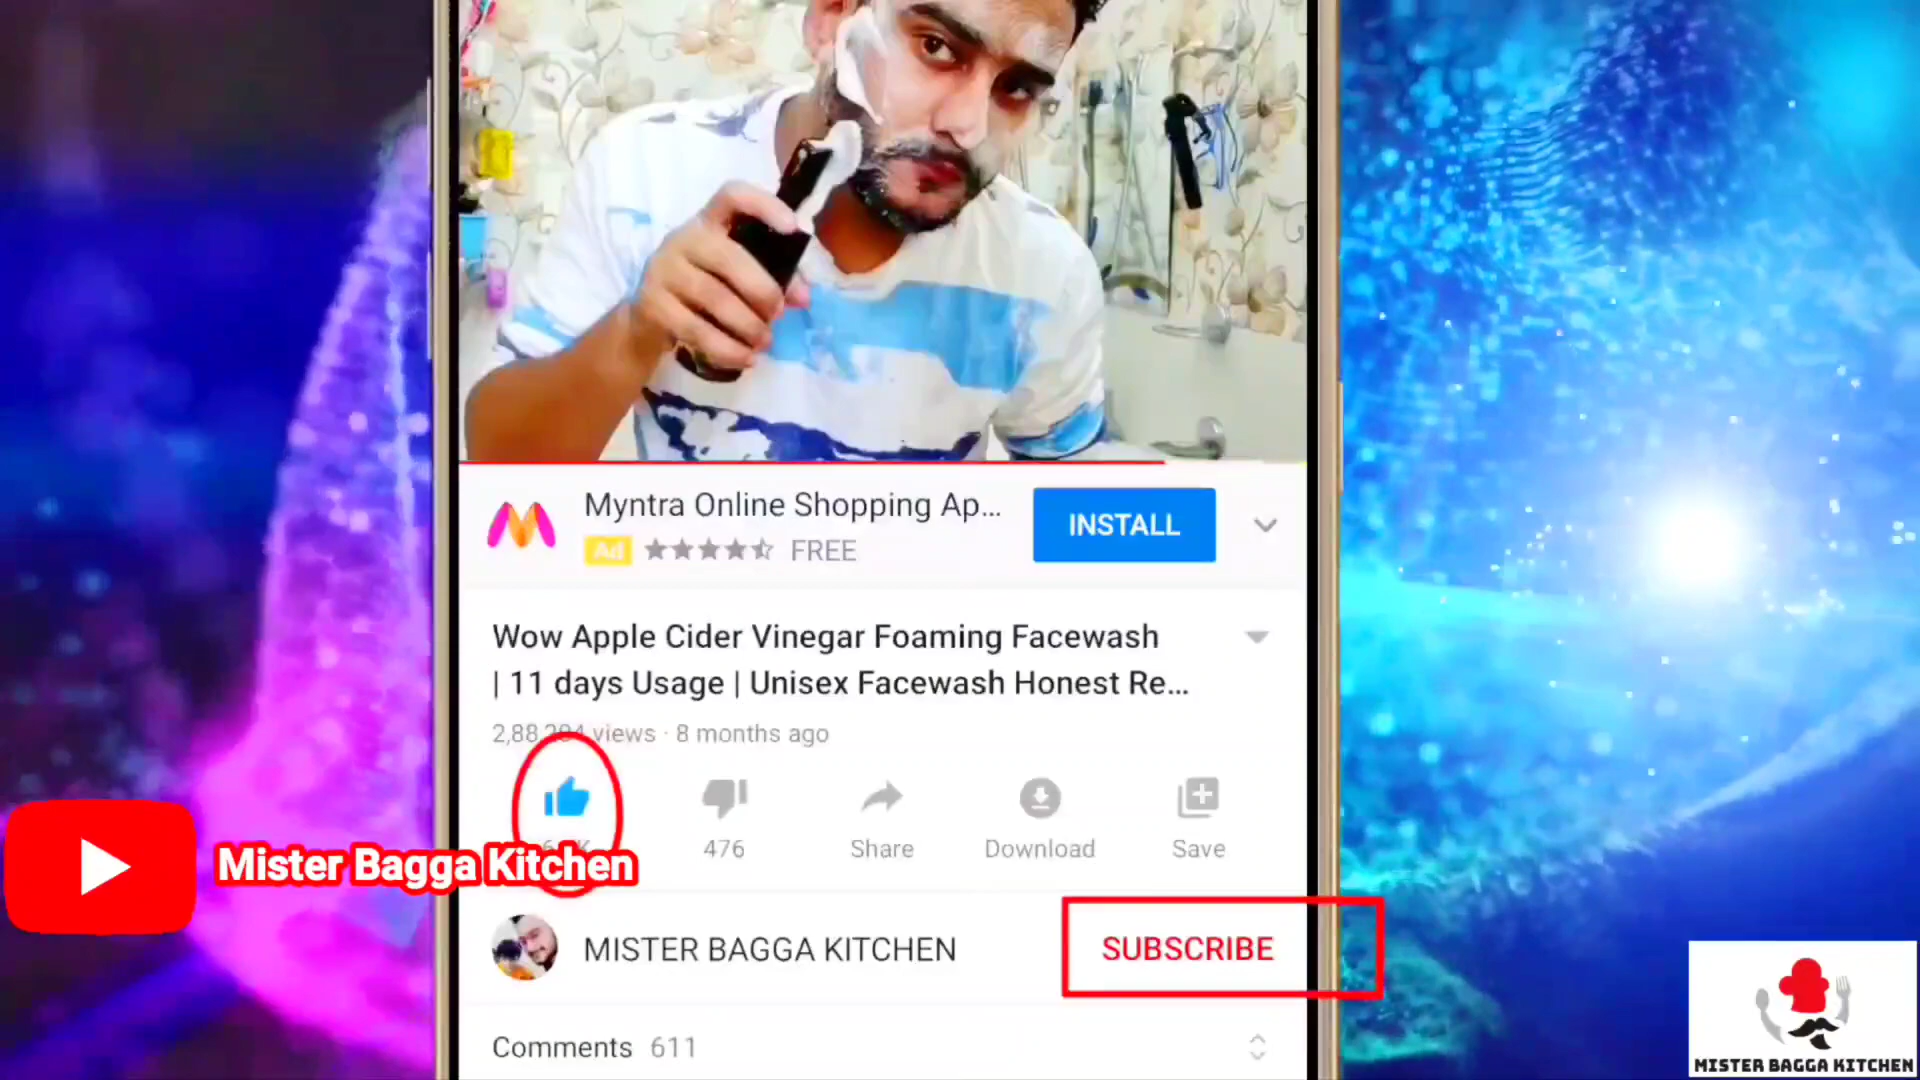 Myntra Online Shopping Ap...
INSTALL
Ad
FREE
Wow Apple Cider Vinegar Foaming Facewash
| 11 days Usage | Unisex Facewash Honest Re...
views · 8 months ago
476
Share
Download
Save
Mister Bagga Kitchen
MISTER BAGGA KITCHEN
SUBSCRIBE
Comments 611
MISTER BAGGA KITCHEN